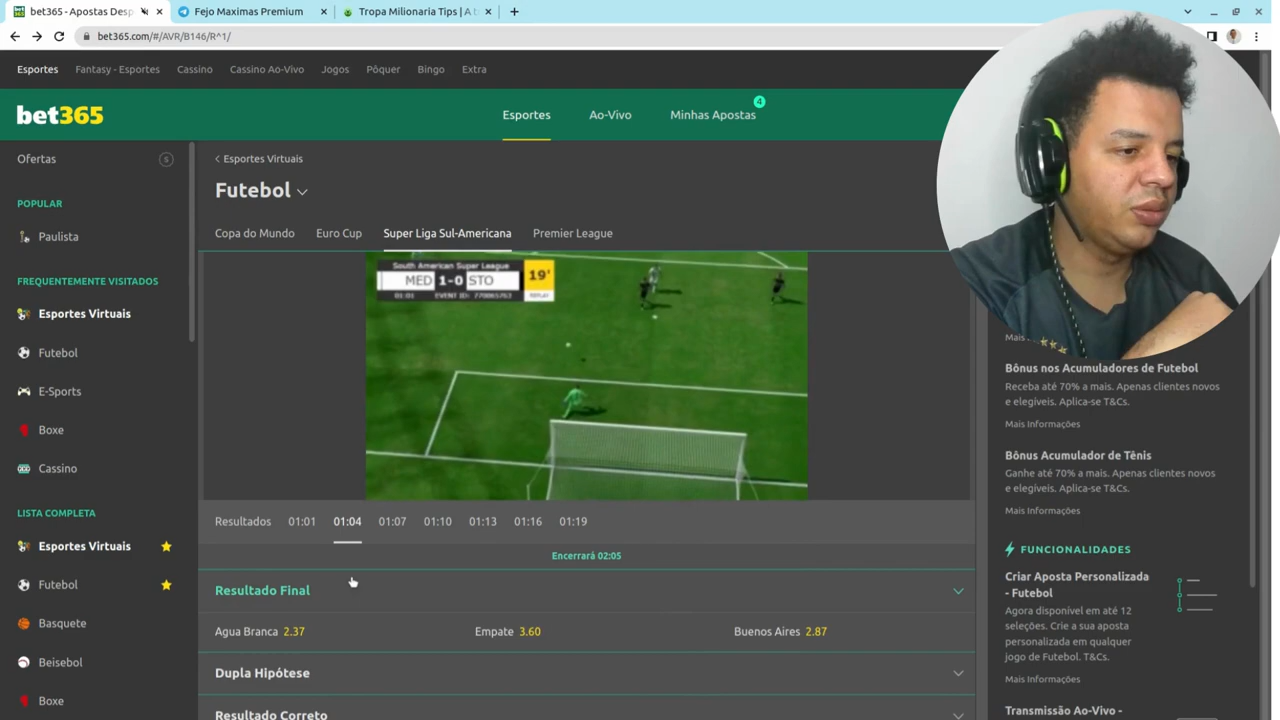 bet365 - Apostas Desp
Fejo Maximas Premium
Tropa Milionaria Tips | A t
bet365.com/#/AVR/B146/R^1/
Esportes
Fantasy - Esportes
Cassino
Cassino Ao-Vivo
Jogos
Pôquer
Bingo
Extra
bet365
Esportes
Ao-Vivo
Minhas Apostas
4
Ofertas
5
POPULAR
Paulista
FREQUENTEMENTE VISITADOS
Esportes Virtuais
Futebol
E-Sports
Boxe
Cassino
LISTA COMPLETA
Esportes Virtuais
Futebol
Basquete
Beisebol
Boxe
Esportes Virtuais
Futebol
Copa do Mundo
Euro Cup
Super Liga Sul-Americana
Premier League
South American Super League
MED 1-0 STO
19'
REPLAY
01:01 EVENT ID:
Resultados
01:01
01:04
01:07
01:10
01:13
01:16
01:19
Encerrará 02:05
Resultado Final
Agua Branca 2.37
Empate 3.60
Buenos Aires 2.87
Dupla Hipótese
Resultado Correto
Mais
Bônus nos Acumuladores de Futebol
Receba até 70% a mais. Apenas clientes novos
e elegíveis. Aplica-se T&Cs.
Mais Informações
Bônus Acumulador de Tênis
Ganhe até 70% a mais. Apenas clientes novos
e elegíveis. Aplica-se T&Cs.
Mais Informações
FUNCIONALIDADES
Criar Aposta Personalizada
- Futebol
Agora disponível em até 12
seleções. Crie a sua aposta
personalizada em qualquer
jogo de Futebol. T&Cs.
Mais Informações
Transmissão Ao-Vivo -